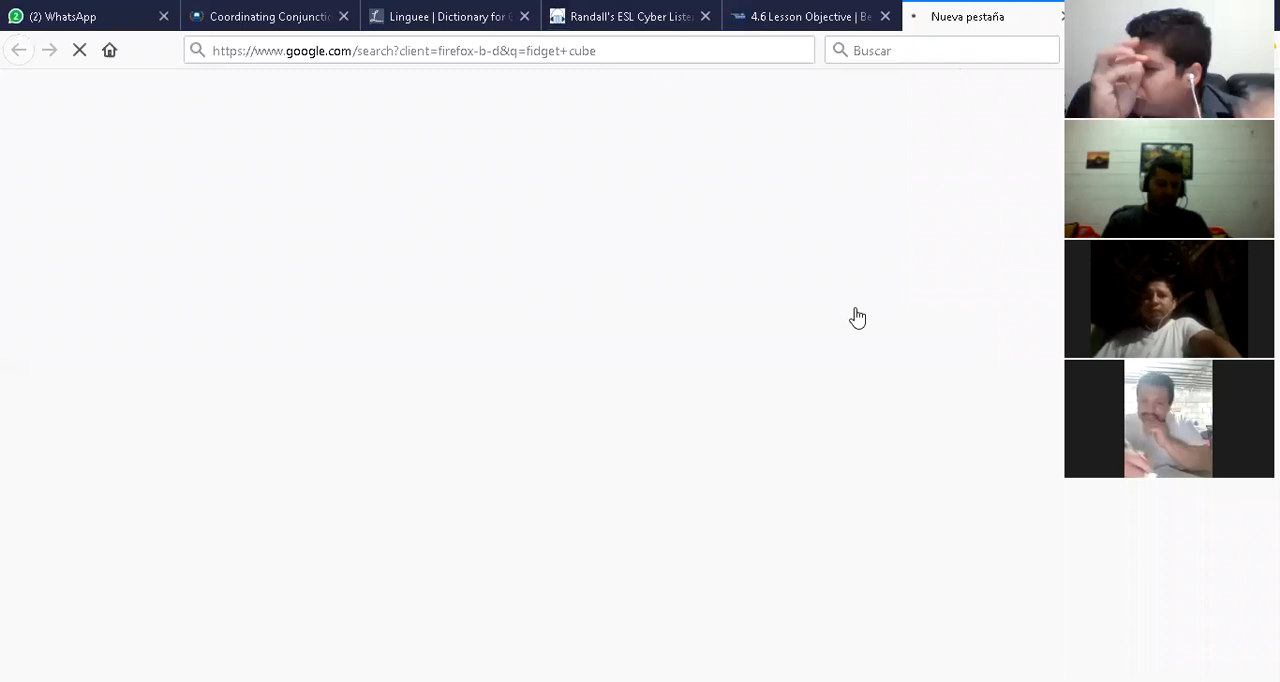 (2) WhatsApp
Coordinating Conjunctio
Linguee | Dictionary for G
Randall's ESL Cyber Liste
4.6 Lesson Objective | Be
Nueva pestaña
https://www.google.com/search?client=firefox-b-d&q=fidget+cube
Buscar